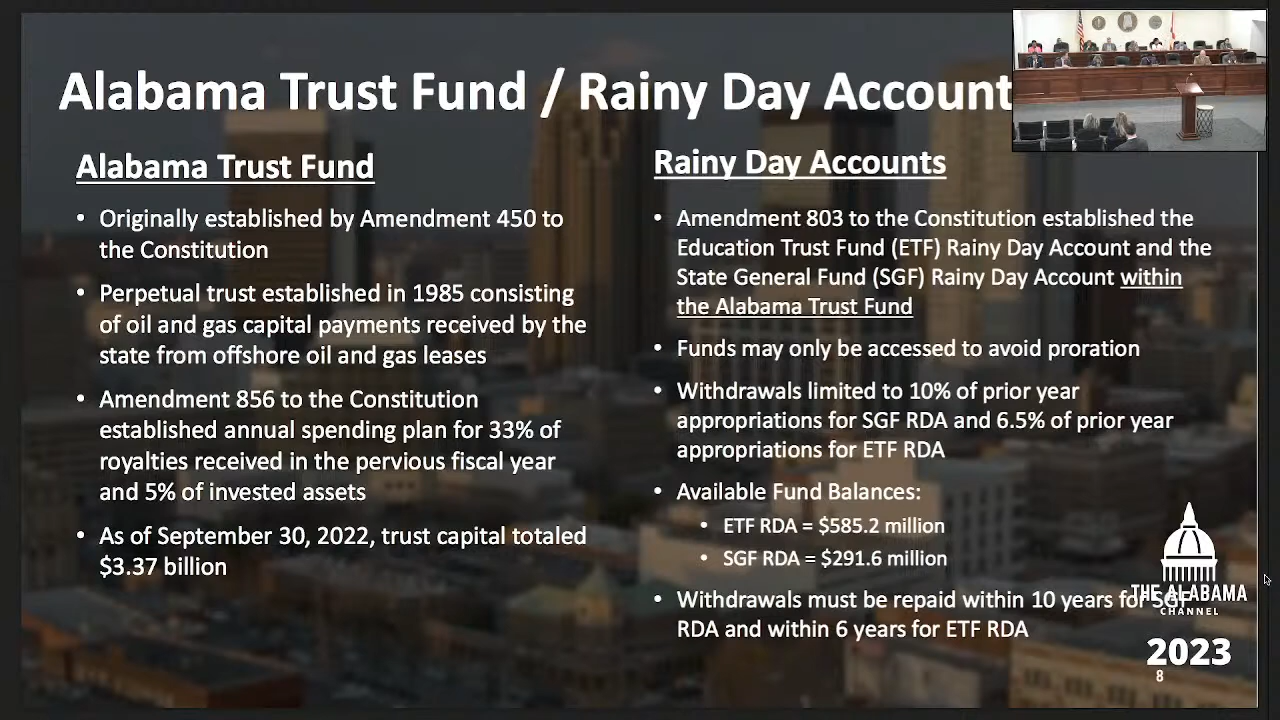 Alabama Trust Fund / Rainy Day Account
Alabama Trust Fund
• Originally established by Amendment 450 to
the Constitution
• Perpetual trust established in 1985 consisting
of oil and gas capital payments received by the
state from offshore oil and gas leases
• Amendment 856 to the Constitution
established annual spending plan for 33% of
royalties received in the pervious fiscal year
and 5% of invested assets
• As of September 30, 2022, trust capital totaled
$3.37 billion
Rainy Day Accounts
• Amendment 803 to the Constitution established the
Education Trust Fund (ETF) Rainy Day Account and the
State General Fund (SGF) Rainy Day Account within
the Alabama Trust Fund
• Funds may only be accessed to avoid proration
• Withdrawals limited to 10% of prior year
appropriations for SGF RDA and 6.5% of prior year
appropriations for ETF RDA
• Available Fund Balances:
• ETF RDA = $585.2 million
• SGF RDA = $291.6 million
• Withdrawals must be repaid within 10 years for SGF
RDA and within 6 years for ETF RDA
THE ALABAMA
CHANNEL
2023
8